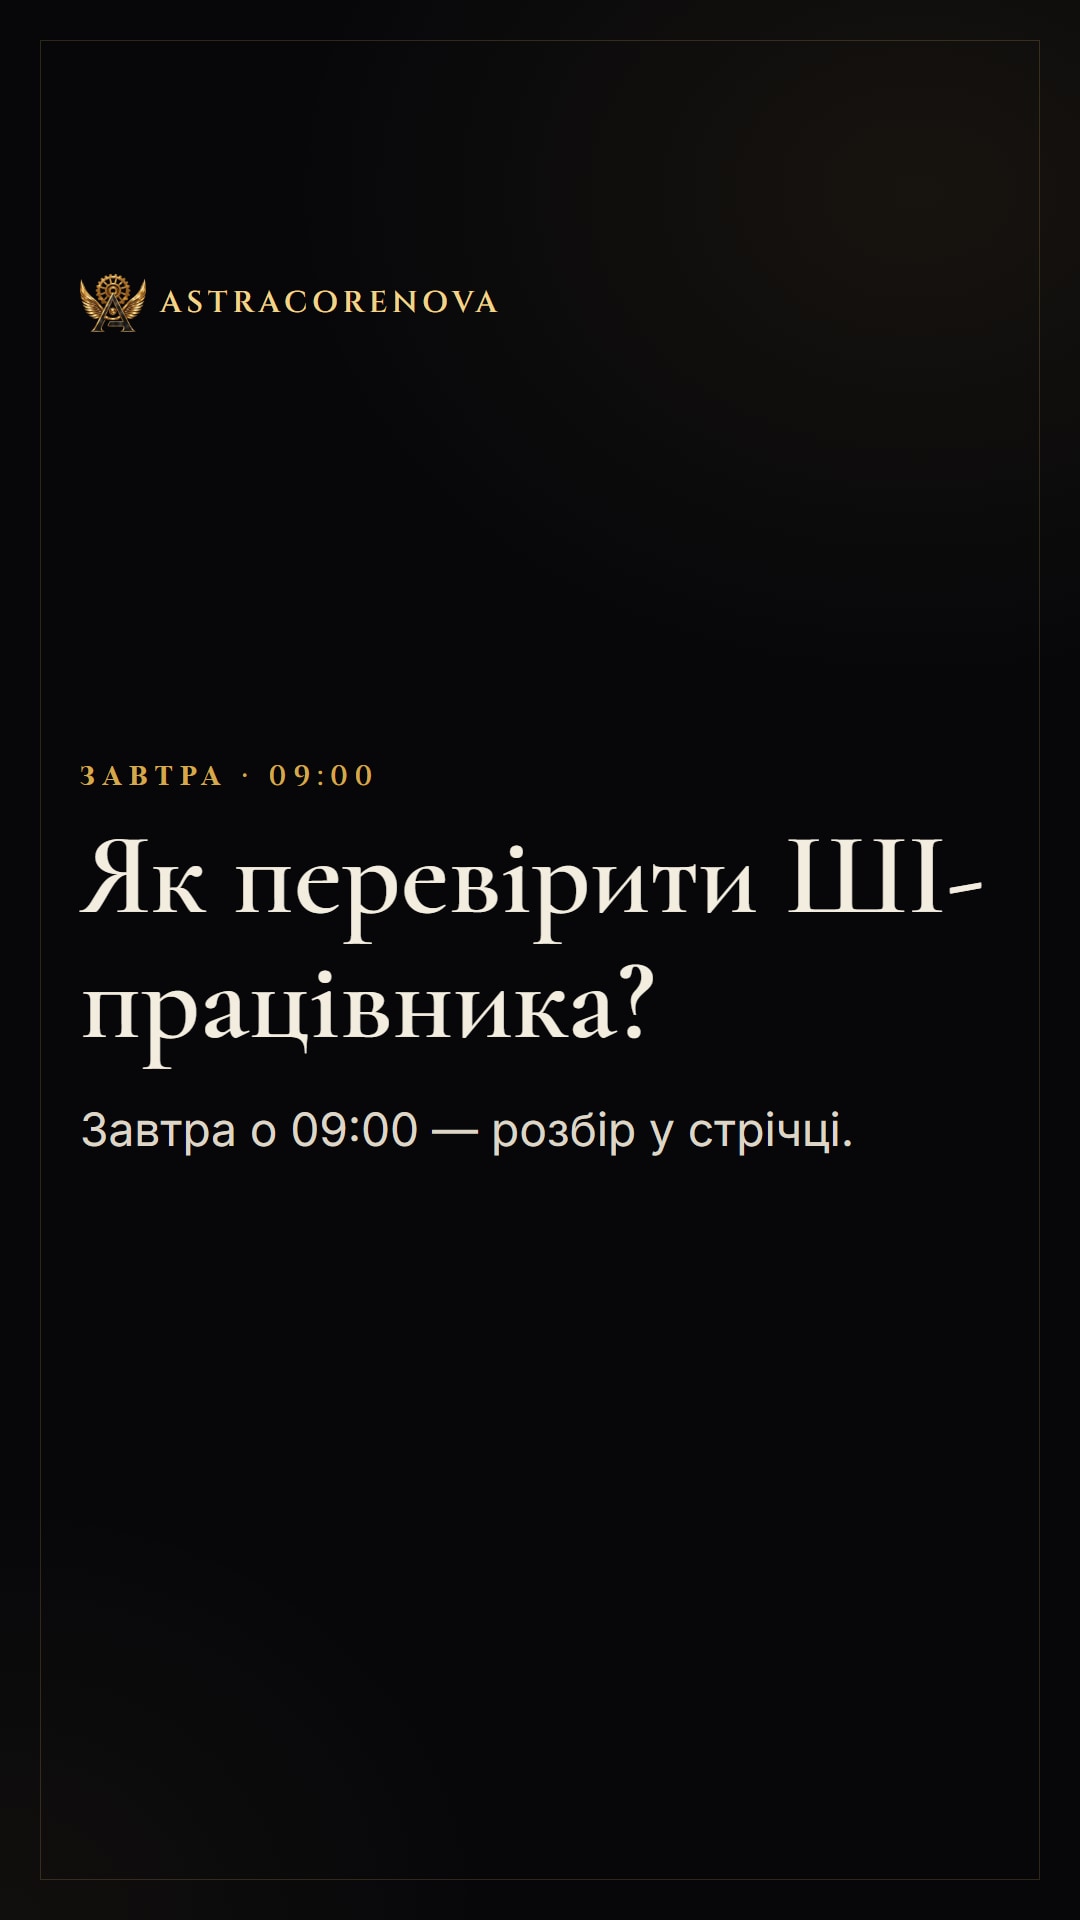 ASTRACORENOVA
ЗАВТРА · 09:00
Як перевірити ШІ-
працівника?
Завтра о 09:00 — розбір у стрічці.